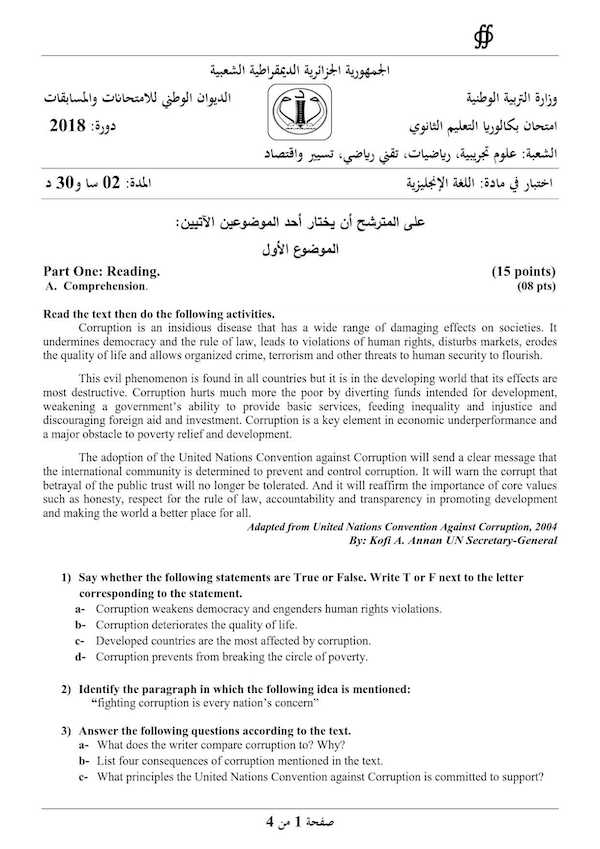 الجمهورية الجزائرية الديمقراطية الشعبية
وزارة التربية الوطنية
الديوان الوطني للامتحانات والمسابقات
امتحان بكالوريا التعليم الثانوي
دورة: 2018
الشعبة: علوم تجريبية، رياضيات، تقني رياضي، تسيير واقتصاد
اختبار في مادة: اللغة الإنجليزية
المدة: 02 سا و30 د
على المترشح أن يختار أحد الموضوعين الآتيين:
الموضوع الأول
Part One: Reading. (15 points)
A. Comprehension. (08 pts)
Read the text then do the following activities.
Corruption is an insidious disease that has a wide range of damaging effects on societies. It
undermines democracy and the rule of law, leads to violations of human rights, disturbs markets, erodes
the quality of life and allows organized crime, terrorism and other threats to human security to flourish.
This evil phenomenon is found in all countries but it is in the developing world that its effects are
most destructive. Corruption hurts much more the poor by diverting funds intended for development,
weakening a government's ability to provide basic services, feeding inequality and injustice and
discouraging foreign aid and investment. Corruption is a key element in economic underperformance and
a major obstacle to poverty relief and development.
The adoption of the United Nations Convention against Corruption will send a clear message that
the international community is determined to prevent and control corruption. It will warn the corrupt that
betrayal of the public trust will no longer be tolerated. And it will reaffirm the importance of core values
such as honesty, respect for the rule of law, accountability and transparency in promoting development
and making the world a better place for all.
Adapted from United Nations Convention Against Corruption, 2004
By: Kofi A. Annan UN Secretary-General
1) Say whether the following statements are True or False. Write T or F next to the letter
corresponding to the statement.
a- Corruption weakens democracy and engenders human rights violations.
b- Corruption deteriorates the quality of life.
c- Developed countries are the most affected by corruption.
d- Corruption prevents from breaking the circle of poverty.
2) Identify the paragraph in which the following idea is mentioned:
“fighting corruption is every nation's concern”
3) Answer the following questions according to the text.
a- What does the writer compare corruption to? Why?
b- List four consequences of corruption mentioned in the text.
c- What principles the United Nations Convention against Corruption is committed to support?
صفحة 1 من 4